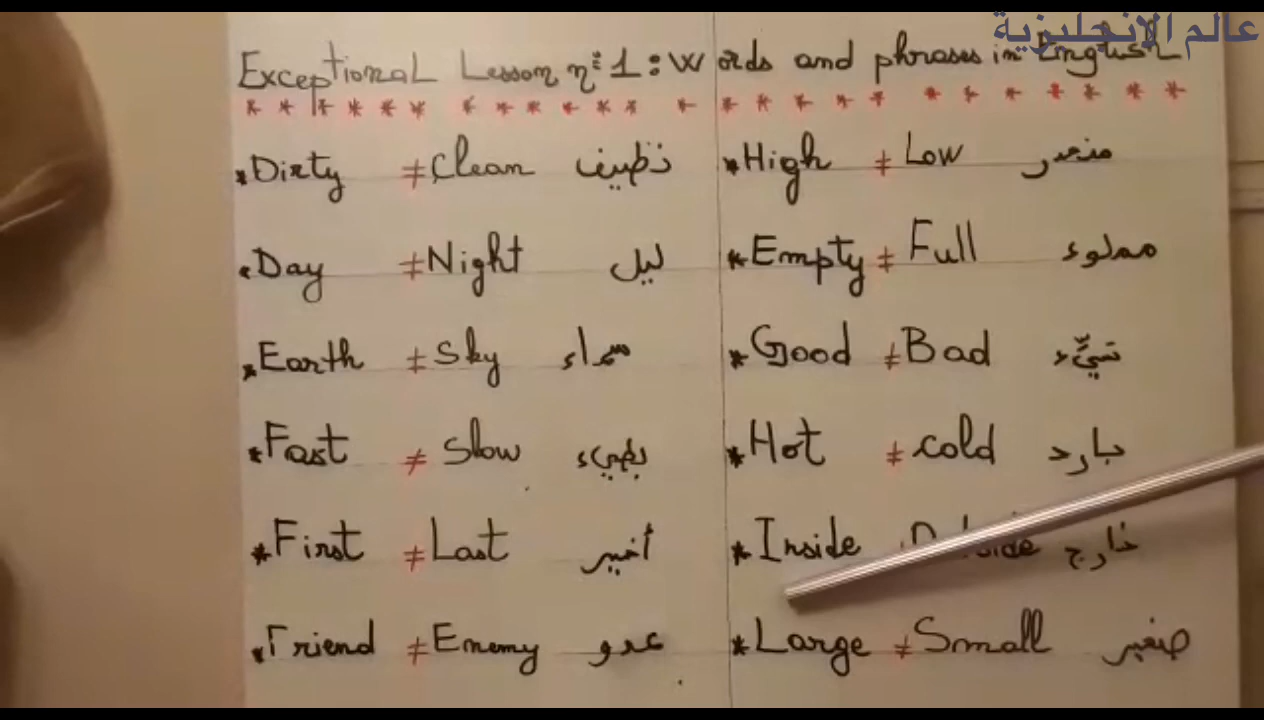 عالم الإنجليزية
Exceptional Lesson n°1 : Words and phrases in English
* Dirty ≠ Clean نظيف
* High ≠ Low منحدر
* Day ≠ Night ليل
* Empty ≠ Full مملوء
* Earth ≠ Sky سماء
* Good ≠ Bad سيّء
* Fast ≠ Slow بطيء
* Hot ≠ cold بارد
* First ≠ Last أخير
* Inside خارج
* Friend ≠ Enemy عدو
* Large ≠ Small صغير